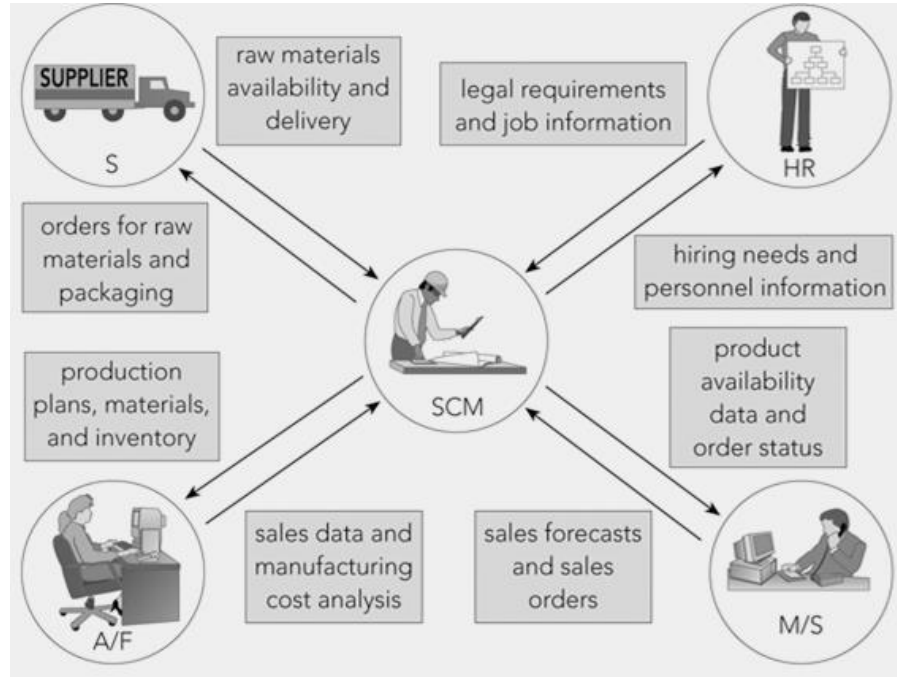 SUPPLIER
S
raw materials
availability and
delivery
legal requirements
and job information
HR
orders for raw
materials and
packaging
hiring needs and
personnel information
SCM
production
plans, materials,
and inventory
product
availability
data and
order status
A/F
sales data and
manufacturing
cost analysis
sales forecasts
and sales
orders
M/S